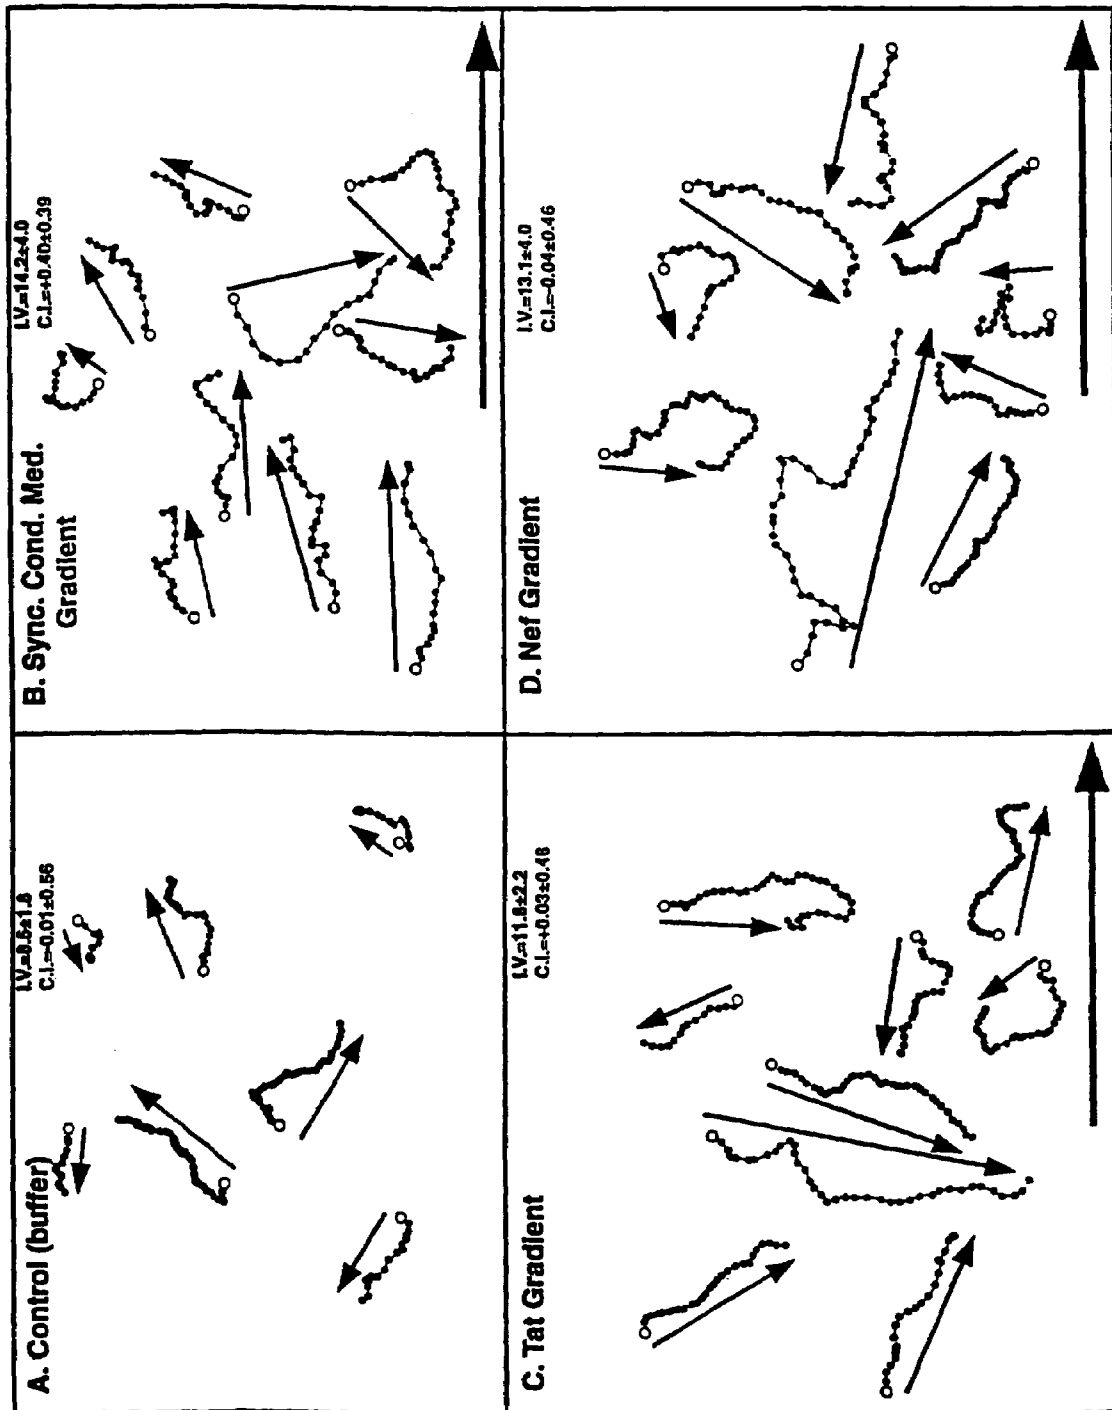 A. Control (buffer)
I.V.=8.5±1.8
C.I.=-0.01±0.56
B. Sync. Cond. Med.
Gradient
I.V.=14.2±4.0
C.I.=+0.40±0.39
C. Tat Gradient
I.V.=11.8±2.2
C.I.=+0.03±0.46
D. Nef Gradient
I.V.=13.1±4.0
C.I.=-0.04±0.46